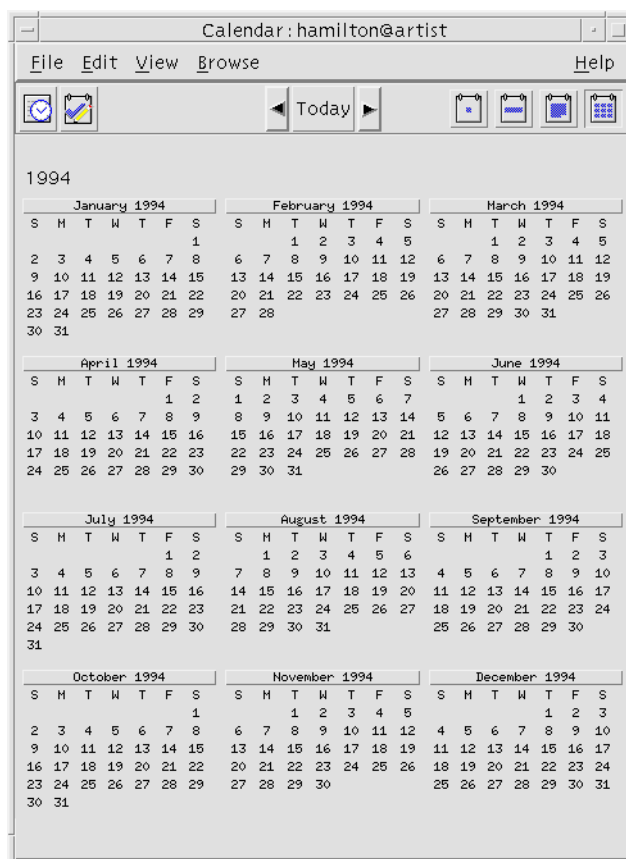 Calendar : hamilton@artist
File Edit View Browse Help
Today
1994
January 1994 February 1994 March 1994
S M T W T F S S M T W T F S S M T W T F S
1 1 2 3 4 5 1 2 3 4 5
2 3 4 5 6 7 8 6 7 8 9 10 11 12 6 7 8 9 10 11 12
9 10 11 12 13 14 15 13 14 15 16 17 18 19 13 14 15 16 17 18 19
16 17 18 19 20 21 22 20 21 22 23 24 25 26 20 21 22 23 24 25 26
23 24 25 26 27 28 29 27 28 27 28 29 30 31
30 31
April 1994 May 1994 June 1994
S M T W T F S S M T W T F S S M T W T F S
1 2 1 2 3 4 5 6 7 1 2 3 4
3 4 5 6 7 8 9 8 9 10 11 12 13 14 5 6 7 8 9 10 11
10 11 12 13 14 15 16 15 16 17 18 19 20 21 12 13 14 15 16 17 18
17 18 19 20 21 22 23 22 23 24 25 26 27 28 19 20 21 22 23 24 25
24 25 26 27 28 29 30 29 30 31 26 27 28 29 30
July 1994 August 1994 September 1994
S M T W T F S S M T W T F S S M T W T F S
1 2 1 2 3 4 5 6 1 2 3
3 4 5 6 7 8 9 7 8 9 10 11 12 13 4 5 6 7 8 9 10
10 11 12 13 14 15 16 14 15 16 17 18 19 20 11 12 13 14 15 16 17
17 18 19 20 21 22 23 21 22 23 24 25 26 27 18 19 20 21 22 23 24
24 25 26 27 28 29 30 28 29 30 31 25 26 27 28 29 30
31
October 1994 November 1994 December 1994
S M T W T F S S M T W T F S S M T W T F S
1 1 2 3 4 5 1 2 3
2 3 4 5 6 7 8 6 7 8 9 10 11 12 4 5 6 7 8 9 10
9 10 11 12 13 14 15 13 14 15 16 17 18 19 11 12 13 14 15 16 17
16 17 18 19 20 21 22 20 21 22 23 24 25 26 18 19 20 21 22 23 24
23 24 25 26 27 28 29 27 28 29 30 25 26 27 28 29 30 31
30 31